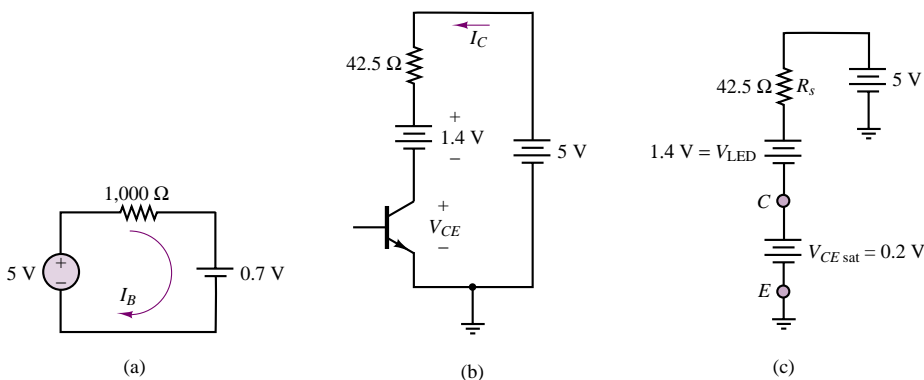 1,000 Ω
5 V
+
−
I_B
0.7 V
(a)
I_C
42.5 Ω
+
1.4 V
−
5 V
+
V_CE
−
(b)
42.5 Ω
R_s
5 V
1.4 V = V_LED
C
V_CE sat = 0.2 V
E
(c)